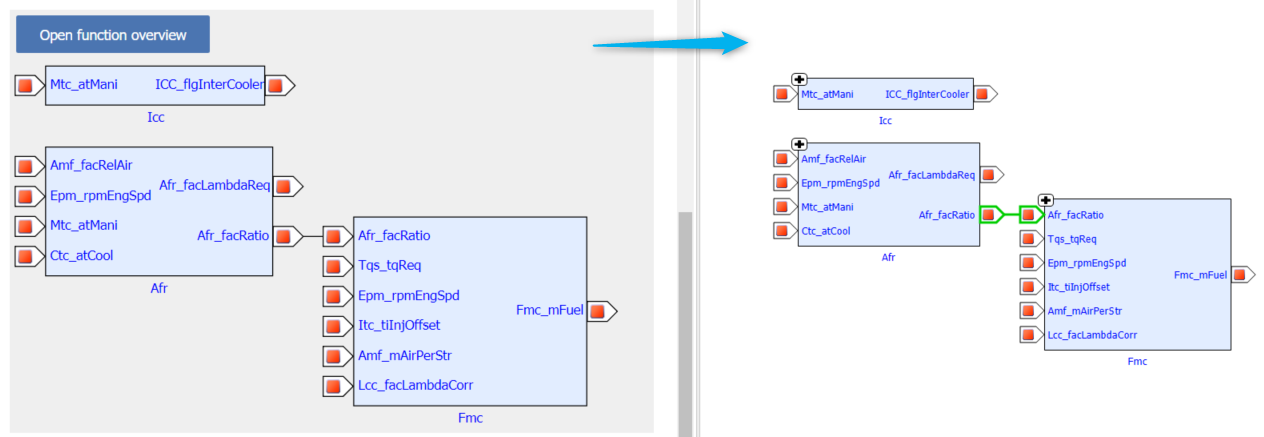 Open function overview
Mtc_atMani ICC_flgInterCooler
Icc
Amf_facRelAir
Afr_facLambdaReq
Epm_rpmEngSpd
Mtc_atMani
Afr_facRatio
Ctc_atCool
Afr
Afr_facRatio
Tqs_tqReq
Epm_rpmEngSpd
Fmc_mFuel
Itc_tiInjOffset
Amf_mAirPerStr
Lcc_facLambdaCorr
Fmc
Mtc_atMani ICC_flgInterCooler
Icc
Amf_facRelAir
Afr_facLambdaReq
Epm_rpmEngSpd
Mtc_atMani
Afr_facRatio
Ctc_atCool
Afr
Afr_facRatio
Tqs_tqReq
Epm_rpmEngSpd
Fmc_mFuel
Itc_tiInjOffset
Amf_mAirPerStr
Lcc_facLambdaCorr
Fmc